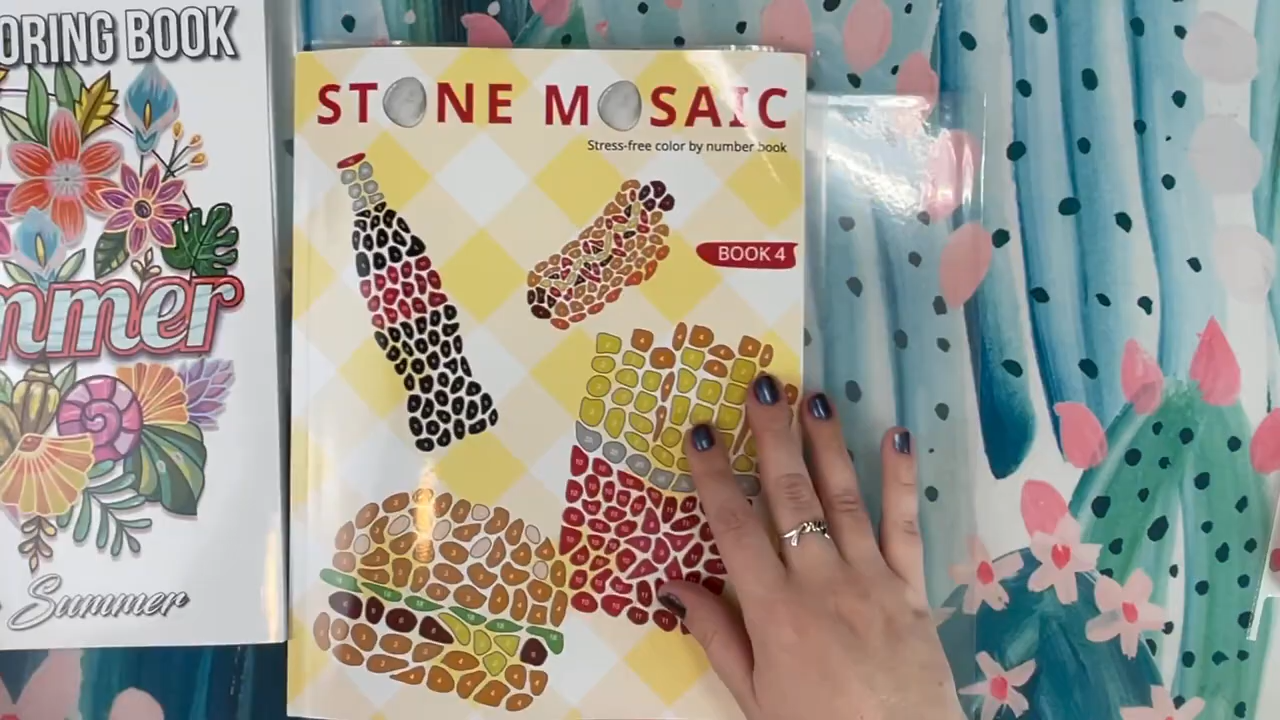 ORING BOOK
mmer
Summer
STONE MOSAIC
Stress-free color by number book
BOOK 4